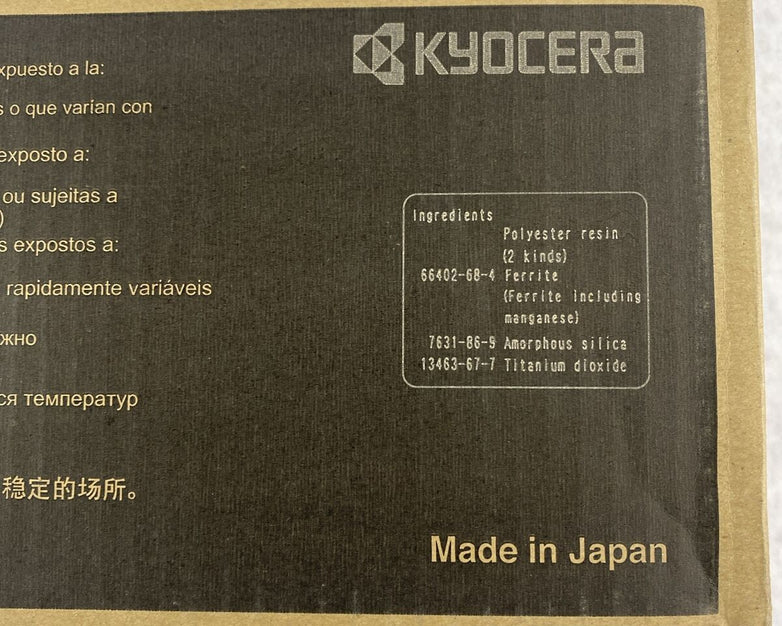 KYOCERA
xpuesto a la:
s o que varían con
exposto a:
ou sujeitas a
)
s expostos a:
rapidamente variáveis
жно
ся температур
稳定的场所。
Ingredients
Polyester resin
(2 kinds)
66402-68-4 Ferrite
(Ferrite including
manganese)
7631-86-9 Amorphous silica
13463-67-7 Titanium dioxide
Made in Japan